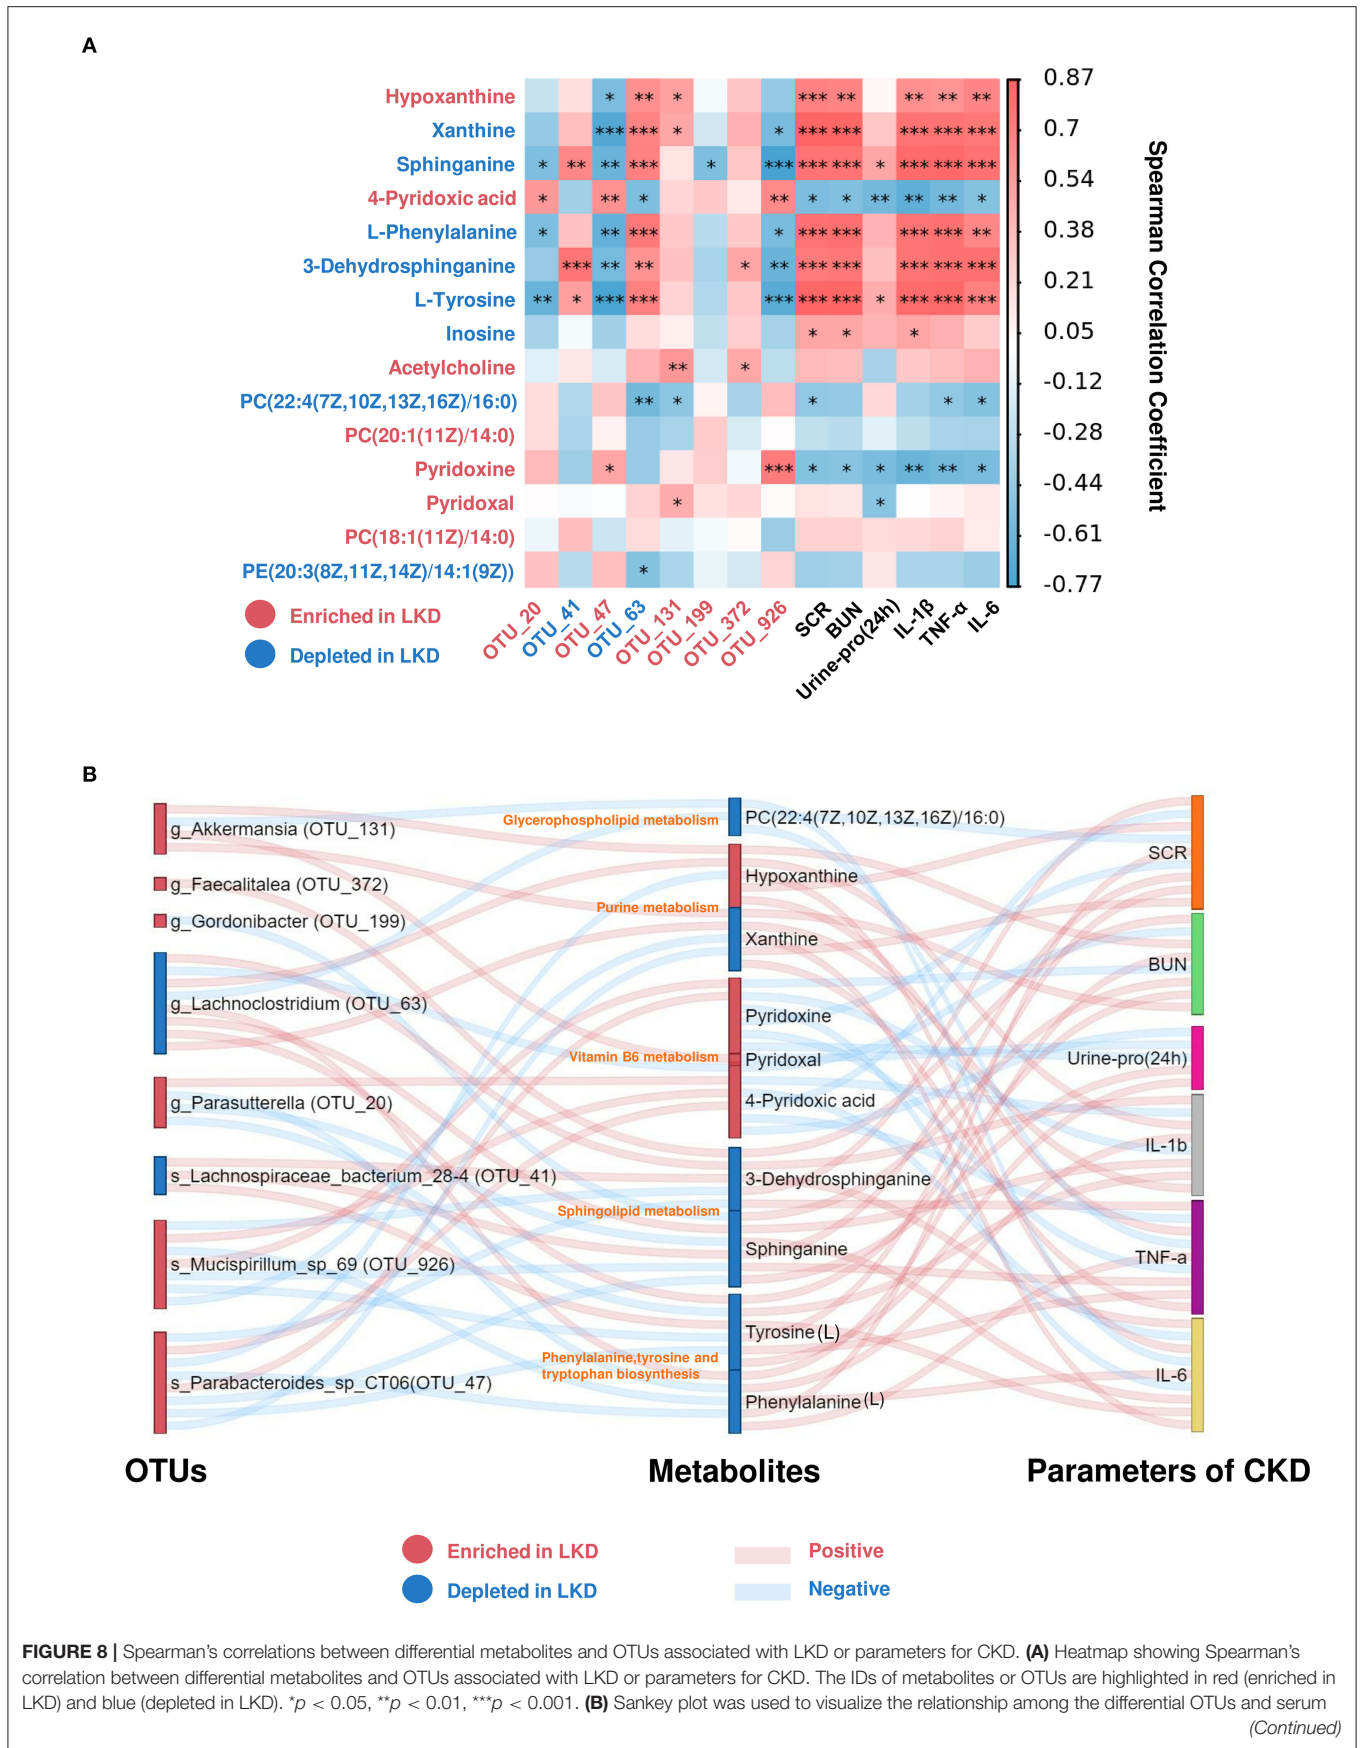 A
Hypoxanthine * ** * *** ** ** ** **
Xanthine *** *** * * *** *** *** *** ***
Sphinganine * ** ** *** * *** *** *** * *** *** ***
4-Pyridoxic acid * ** * ** * * ** ** ** *
L-Phenylalanine * ** *** * *** *** *** *** **
3-Dehydrosphinganine *** ** ** * ** *** *** *** *** ***
L-Tyrosine ** * *** *** *** *** *** * *** *** ***
Inosine * * *
Acetylcholine ** *
PC(22:4(7Z,10Z,13Z,16Z)/16:0) ** * * * *
PC(20:1(11Z)/14:0)
Pyridoxine * *** * * * ** ** *
Pyridoxal * *
PC(18:1(11Z)/14:0)
PE(20:3(8Z,11Z,14Z)/14:1(9Z)) *
OTU_20 OTU_41 OTU_47 OTU_63 OTU_131 OTU_199 OTU_372 OTU_926 SCR BUN Urine-pro(24h) IL-1β TNF-α IL-6
Enriched in LKD
Depleted in LKD
0.87
0.7
0.54
0.38
0.21
0.05
-0.12
-0.28
-0.44
-0.61
-0.77
Spearman Correlation Coefficient
B
g_Akkermansia (OTU_131)
g_Faecalitalea (OTU_372)
g_Gordonibacter (OTU_199)
g_Lachnoclostridium (OTU_63)
g_Parasutterella (OTU_20)
s_Lachnospiraceae_bacterium_28-4 (OTU_41)
s_Mucispirillum_sp_69 (OTU_926)
s_Parabacteroides_sp_CT06(OTU_47)
Glycerophospholipid metabolism
Purine metabolism
Vitamin B6 metabolism
Sphingolipid metabolism
Phenylalanine,tyrosine and
tryptophan biosynthesis
PC(22:4(7Z,10Z,13Z,16Z)/16:0)
Hypoxanthine
Xanthine
Pyridoxine
Pyridoxal
4-Pyridoxic acid
3-Dehydrosphinganine
Sphinganine
Tyrosine(L)
Phenylalanine(L)
SCR
BUN
Urine-pro(24h)
IL-1b
TNF-a
IL-6
OTUs Metabolites Parameters of CKD
Enriched in LKD Positive
Depleted in LKD Negative
FIGURE 8 | Spearman's correlations between differential metabolites and OTUs associated with LKD or parameters for CKD. (A) Heatmap showing Spearman's
correlation between differential metabolites and OTUs associated with LKD or parameters for CKD. The IDs of metabolites or OTUs are highlighted in red (enriched in
LKD) and blue (depleted in LKD). *p < 0.05, **p < 0.01, ***p < 0.001. (B) Sankey plot was used to visualize the relationship among the differential OTUs and serum
(Continued)